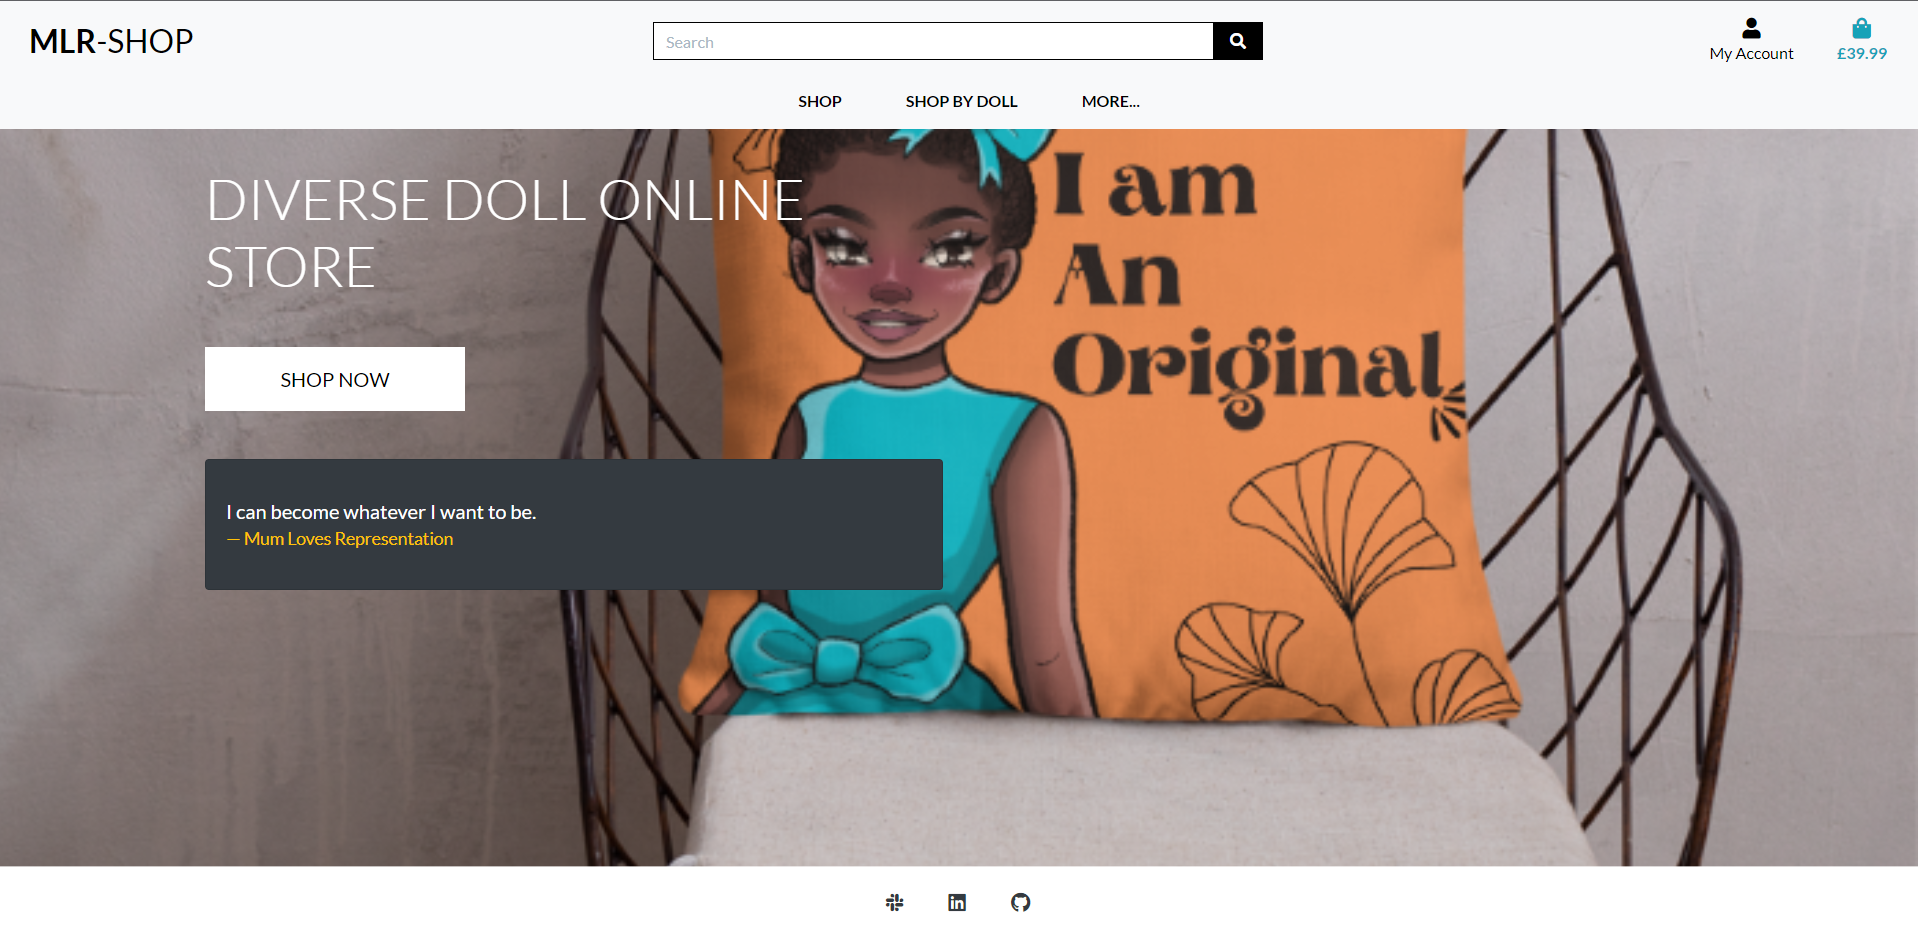 MLR-SHOP
Search
My Account
£39.99
SHOP
SHOP BY DOLL
MORE...
DIVERSE DOLL ONLINE
STORE
I am
An
Original
SHOP NOW
I can become whatever I want to be.
— Mum Loves Representation